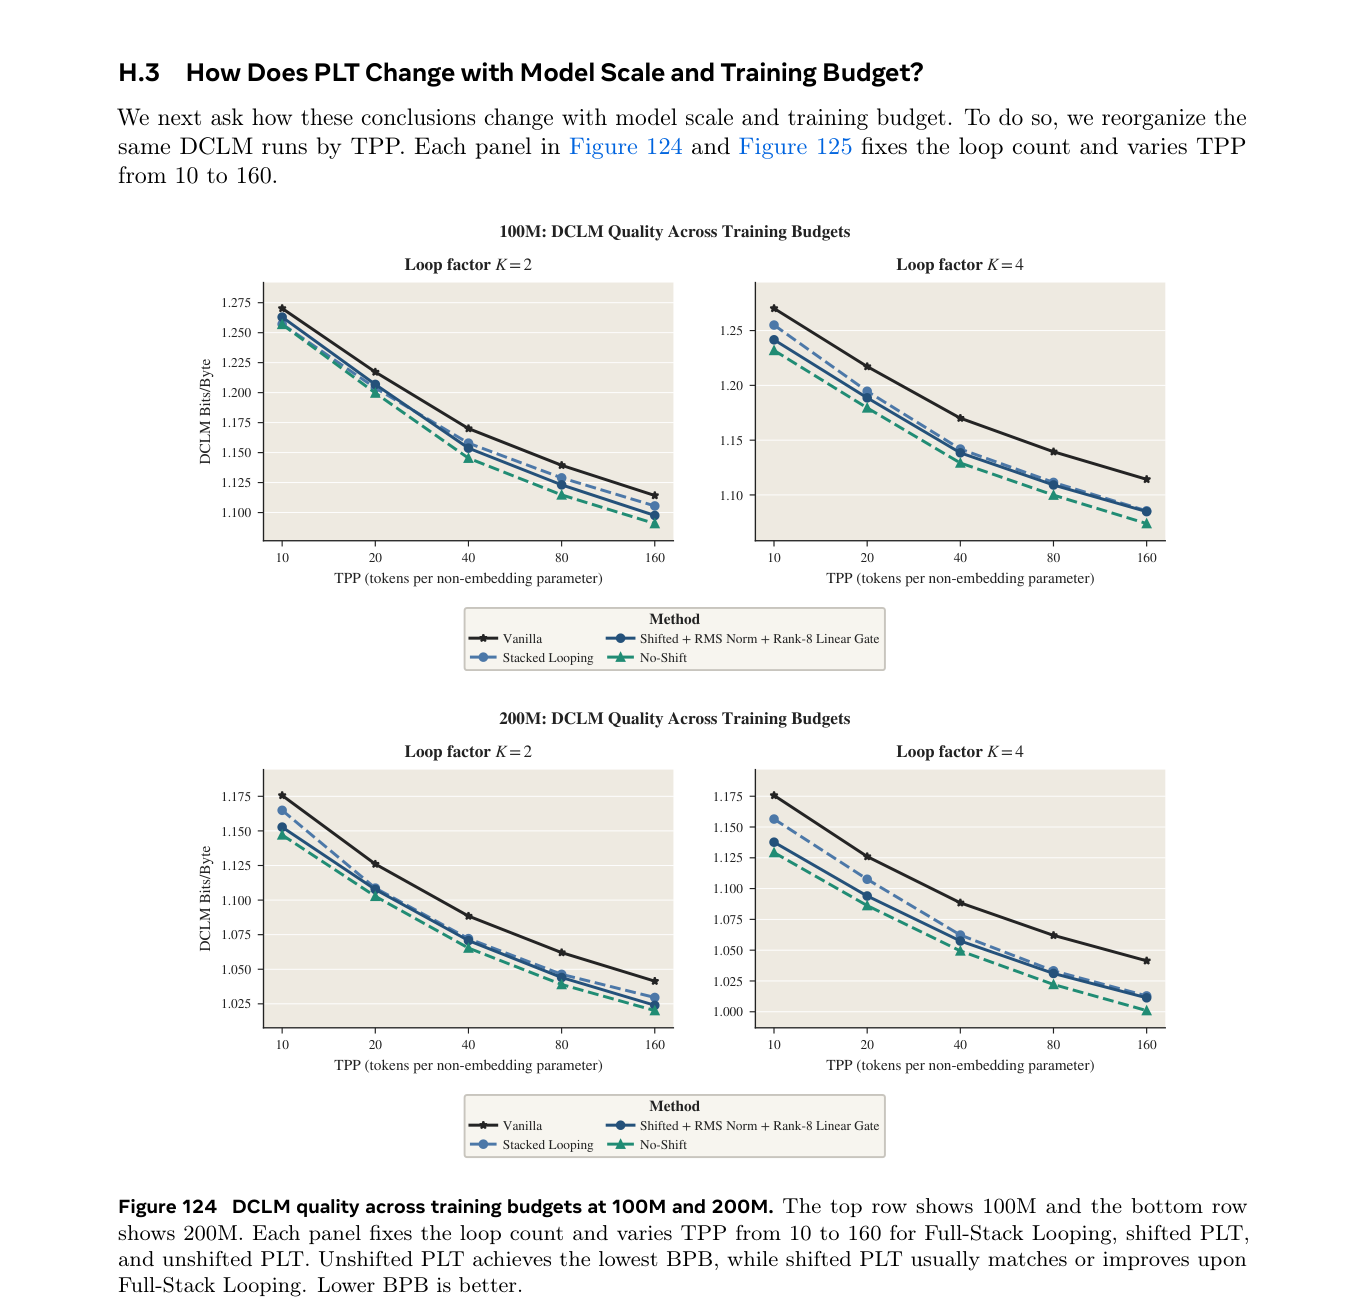 H.3 How Does PLT Change with Model Scale and Training Budget?
We next ask how these conclusions change with model scale and training budget. To do so, we reorganize the
same DCLM runs by TPP. Each panel in Figure 124 and Figure 125 fixes the loop count and varies TPP
from 10 to 160.
100M: DCLM Quality Across Training Budgets
Loop factor K = 2
DCLM Bits/Byte
1.275
1.250
1.225
1.200
1.175
1.150
1.125
1.100
10 20 40 80 160
TPP (tokens per non-embedding parameter)
Loop factor K = 4
1.25
1.20
1.15
1.10
10 20 40 80 160
TPP (tokens per non-embedding parameter)
Method
Vanilla
Shifted + RMS Norm + Rank-8 Linear Gate
Stacked Looping
No-Shift
200M: DCLM Quality Across Training Budgets
Loop factor K = 2
DCLM Bits/Byte
1.175
1.150
1.125
1.100
1.075
1.050
1.025
10 20 40 80 160
TPP (tokens per non-embedding parameter)
Loop factor K = 4
1.175
1.150
1.125
1.100
1.075
1.050
1.025
1.000
10 20 40 80 160
TPP (tokens per non-embedding parameter)
Method
Vanilla
Shifted + RMS Norm + Rank-8 Linear Gate
Stacked Looping
No-Shift
Figure 124 DCLM quality across training budgets at 100M and 200M. The top row shows 100M and the bottom row
shows 200M. Each panel fixes the loop count and varies TPP from 10 to 160 for Full-Stack Looping, shifted PLT,
and unshifted PLT. Unshifted PLT achieves the lowest BPB, while shifted PLT usually matches or improves upon
Full-Stack Looping. Lower BPB is better.